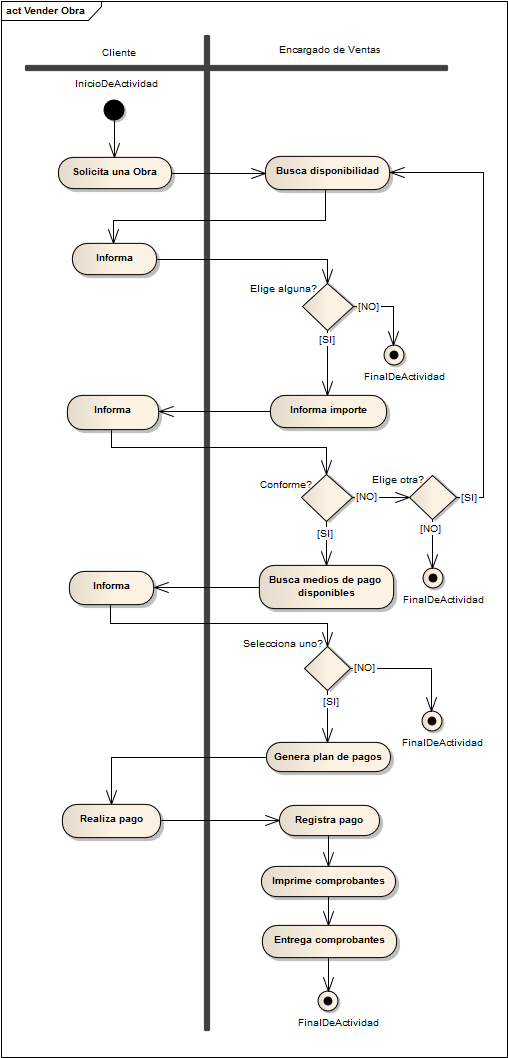 act Vender Obra
Cliente
Encargado de Ventas
InicioDeActividad
Solicita una Obra
Busca disponibilidad
Informa
Elige alguna?
[NO]
[SI]
FinalDeActividad
Informa
Informa importe
Conforme?
[NO]
Elige otra?
[SI]
[SI]
[NO]
Informa
Busca medios de pago
disponibles
FinalDeActividad
Selecciona uno?
[NO]
[SI]
FinalDeActividad
Genera plan de pagos
Realiza pago
Registra pago
Imprime comprobantes
Entrega comprobantes
FinalDeActividad